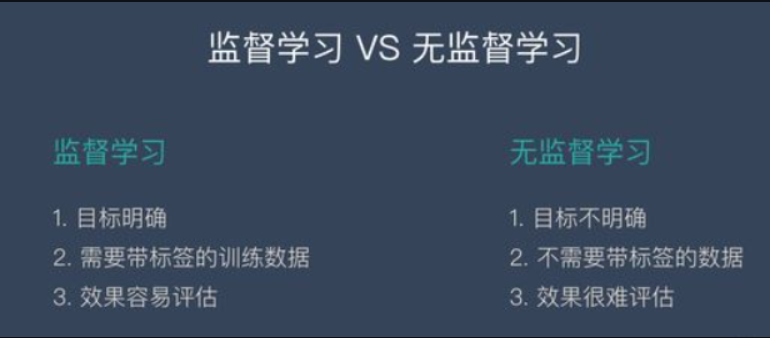 监督学习 VS 无监督学习
监督学习
1. 目标明确
2. 需要带标签的训练数据
3. 效果容易评估
无监督学习
1. 目标不明确
2. 不需要带标签的数据
3. 效果很难评估